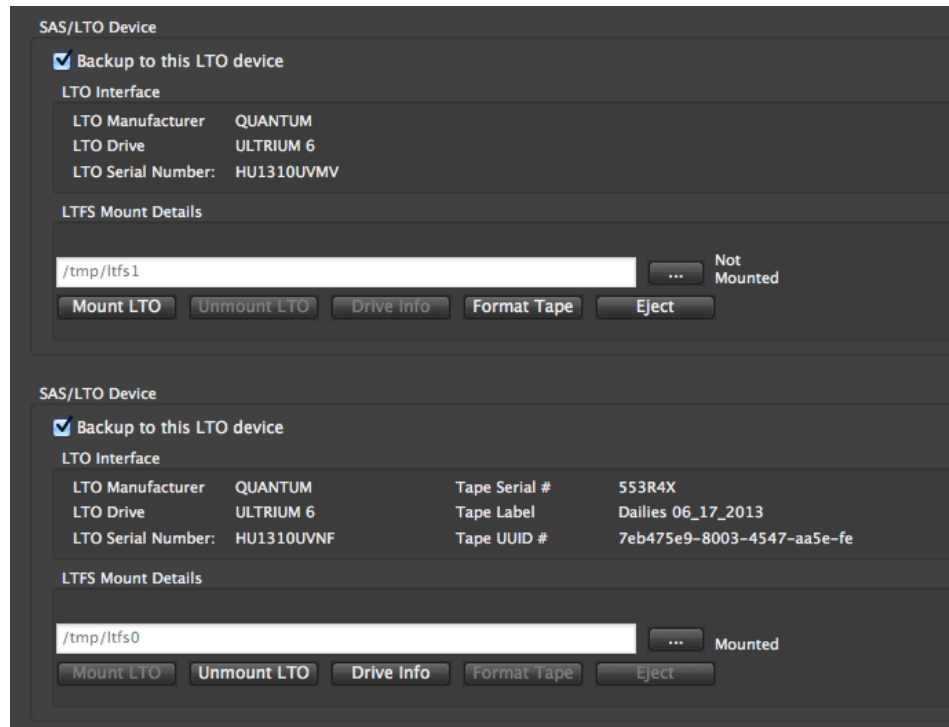 SAS/LTO Device
Backup to this LTO device
LTO Interface
LTO Manufacturer QUANTUM
LTO Drive ULTRIUM 6
LTO Serial Number: HU1310UVMV
LTFS Mount Details
/tmp/ltfs1 ... Not Mounted
Mount LTO Unmount LTO Drive Info Format Tape Eject
SAS/LTO Device
Backup to this LTO device
LTO Interface
LTO Manufacturer QUANTUM Tape Serial # 553R4X
LTO Drive ULTRIUM 6 Tape Label Dailies 06_17_2013
LTO Serial Number: HU1310UVNF Tape UUID # 7eb475e9-8003-4547-aa5e-fe
LTFS Mount Details
/tmp/ltfs0 ... Mounted
Mount LTO Unmount LTO Drive Info Format Tape Eject